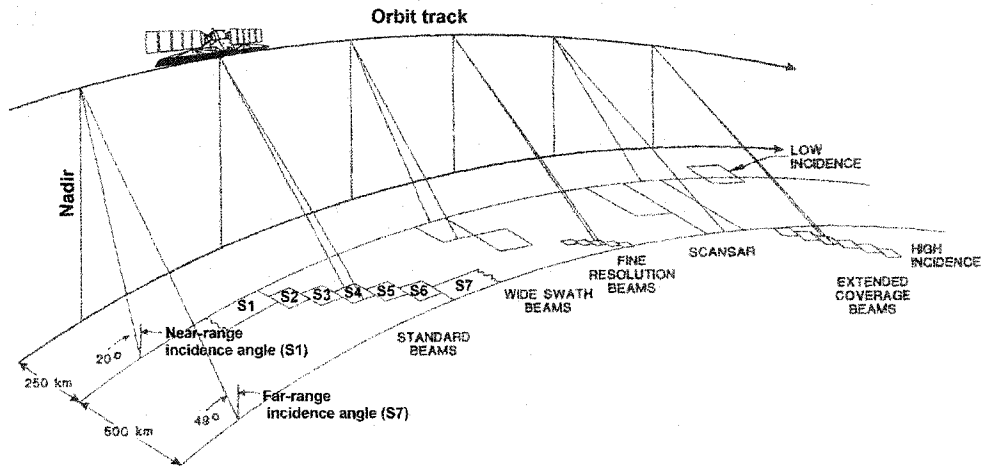 Orbit track
Nadir
LOW
INCIDENCE
S1
S2
S3
S4
S5
S6
S7
FINE
RESOLUTION
BEAMS
SCANSAR
HIGH
INCIDENCE
EXTENDED
COVERAGE
BEAMS
WIDE SWATH
BEAMS
STANDARD
BEAMS
20°
Near-range
incidence angle (S1)
250 km
49°
Far-range
incidence angle (S7)
500 km